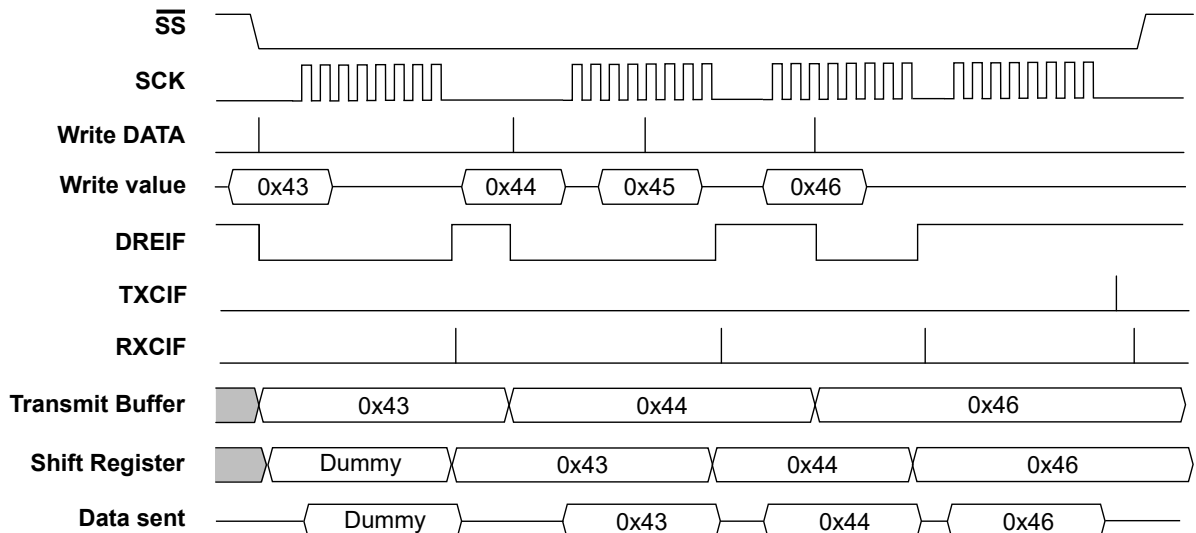 SS
SCK
Write DATA
Write value 0x43 0x44 0x45 0x46
DREIF
TXCIF
RXCIF
Transmit Buffer 0x43 0x44 0x46
Shift Register Dummy 0x43 0x44 0x46
Data sent Dummy 0x43 0x44 0x46